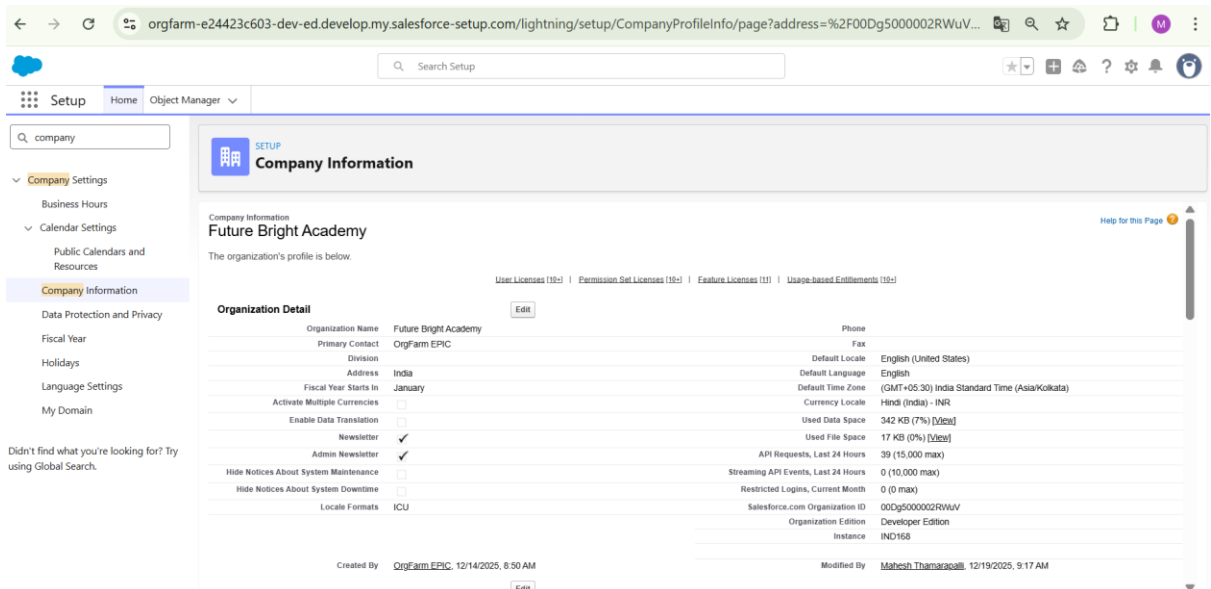 orgfarm-e24423c603-dev-ed.develop.my.salesforce-setup.com/lightning/setup/CompanyProfileInfo/page?address=%2F00Dg5000002RWuV...
M
Search Setup
Setup
Home
Object Manager
company
Company Settings
Business Hours
Calendar Settings
Public Calendars and
Resources
Company Information
Data Protection and Privacy
Fiscal Year
Holidays
Language Settings
My Domain
Didn't find what you're looking for? Try
using Global Search.
SETUP
Company Information
Company Information
Future Bright Academy
Help for this Page
The organization's profile is below.
User Licenses [10+] | Permission Set Licenses [10+] | Feature Licenses [11] | Usage-based Entitlements [10+]
Organization Detail
Edit
Organization Name Future Bright Academy
Primary Contact OrgFarm EPIC
Division
Address India
Fiscal Year Starts In January
Activate Multiple Currencies
Enable Data Translation
Newsletter
Admin Newsletter
Hide Notices About System Maintenance
Hide Notices About System Downtime
Locale Formats ICU
Phone
Fax
Default Locale English (United States)
Default Language English
Default Time Zone (GMT+05:30) India Standard Time (Asia/Kolkata)
Currency Locale Hindi (India) - INR
Used Data Space 342 KB (7%) [View]
Used File Space 17 KB (0%) [View]
API Requests, Last 24 Hours 39 (15,000 max)
Streaming API Events, Last 24 Hours 0 (10,000 max)
Restricted Logins, Current Month 0 (0 max)
Salesforce.com Organization ID 00Dg5000002RWuV
Organization Edition Developer Edition
Instance IND168
Created By OrgFarm EPIC, 12/14/2025, 8:50 AM
Modified By Mahesh Thamarapalli, 12/19/2025, 9:17 AM
Edit